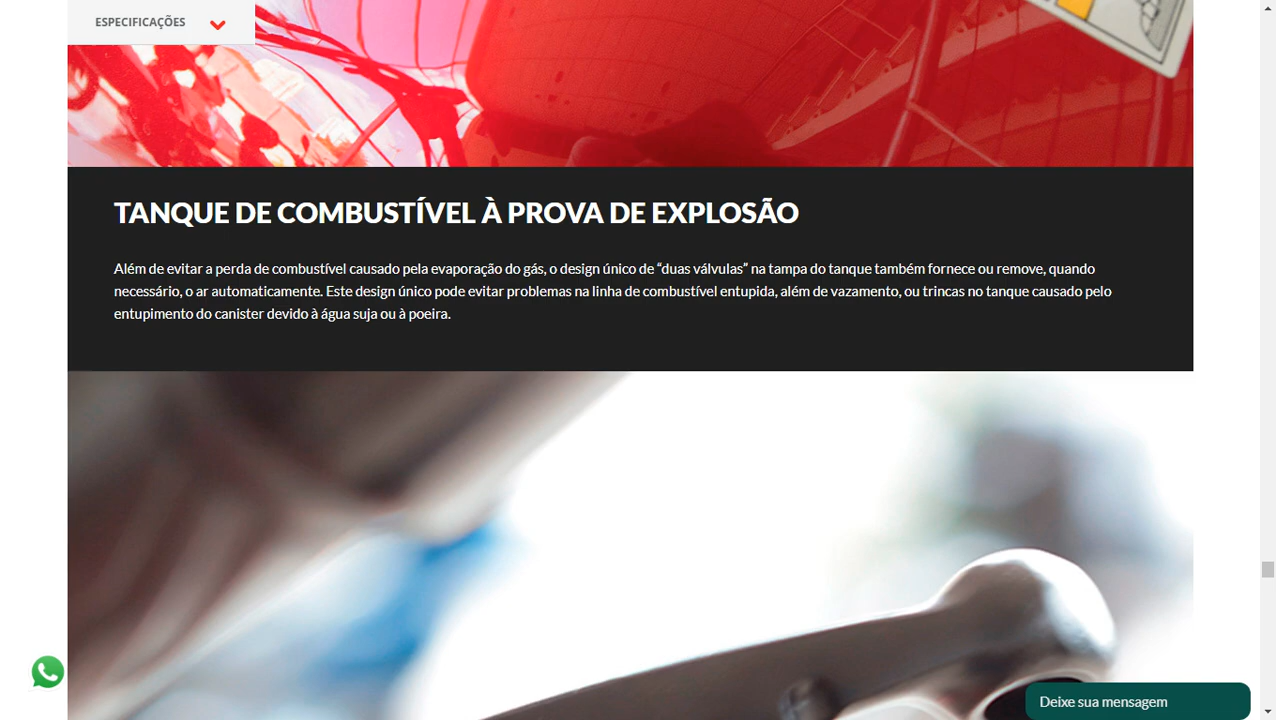 ESPECIFICAÇÕES
TANQUE DE COMBUSTÍVEL À PROVA DE EXPLOSÃO
Além de evitar a perda de combustível causado pela evaporação do gás, o design único de “duas válvulas” na tampa do tanque também fornece ou remove, quando
necessário, o ar automaticamente. Este design único pode evitar problemas na linha de combustível entupida, além de vazamento, ou trincas no tanque causado pelo
entupimento do canister devido à água suja ou à poeira.
Deixe sua mensagem